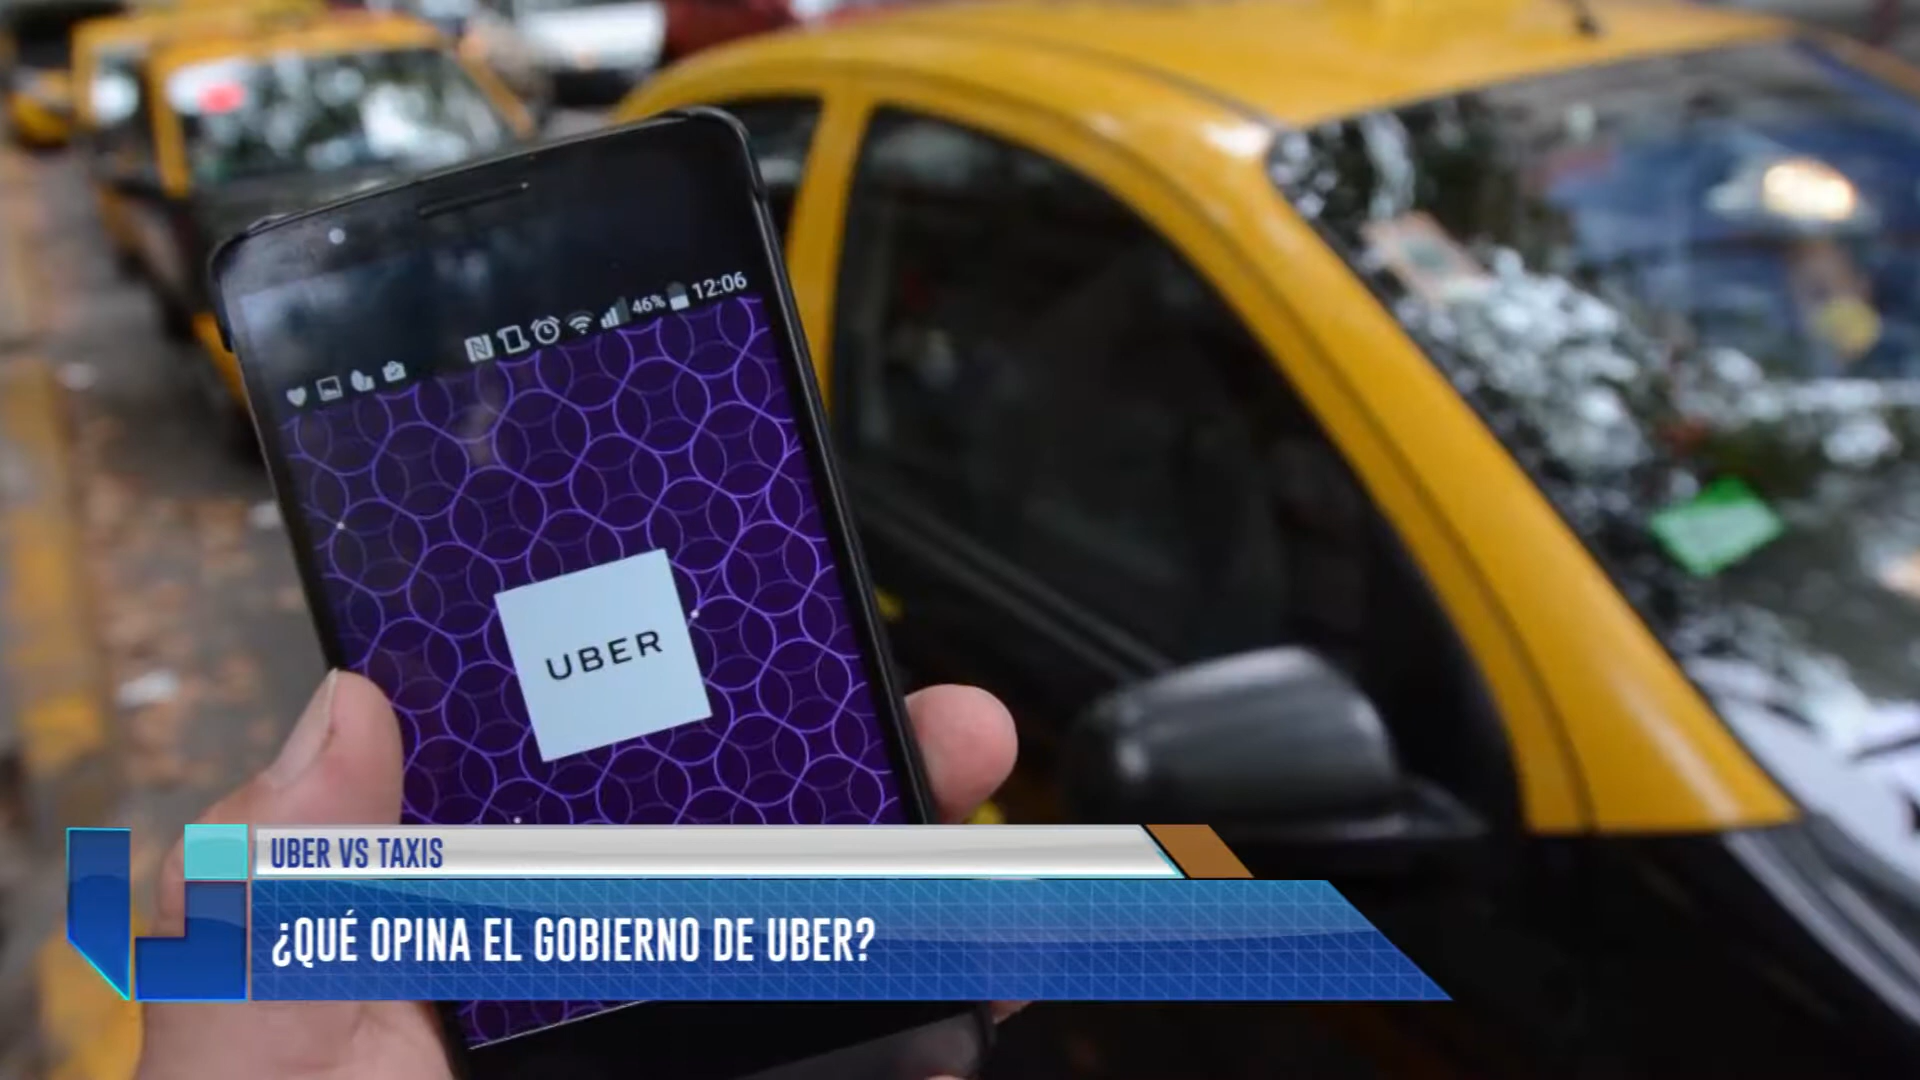 46% 12:06
UBER
UBER VS TAXIS
¿QUÉ OPINA EL GOBIERNO DE UBER?